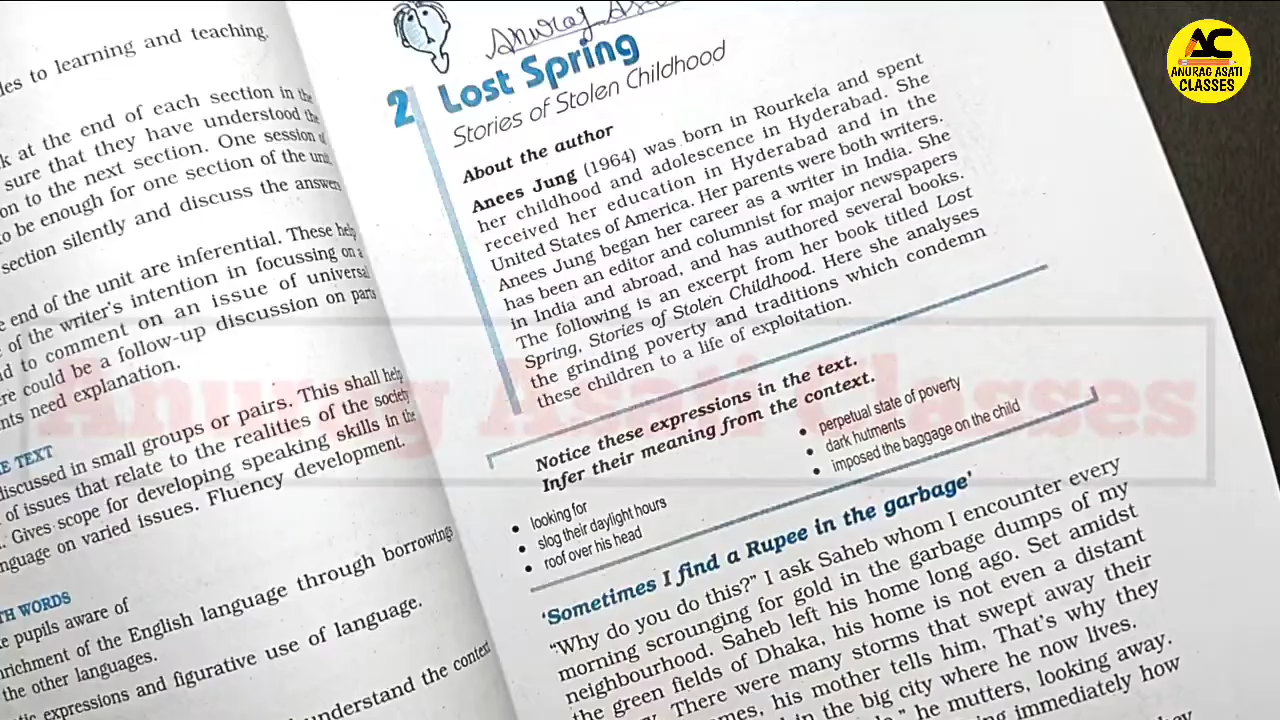 les to learning and teaching.
k at the end of each section in the
sure that they have understood the
on to the next section. One session of
to be enough for one section of the unit
section silently and discuss the answers
e end of the unit are inferential. These help
of the writer's intention in focussing on a
nd to comment on an issue of universal
ere could be a follow-up discussion on parts
nts need explanation.
E TEXT
discussed in small groups or pairs. This shall help
of issues that relate to the realities of the society
. Gives scope for developing speaking skills in the
nguage on varied issues. Fluency development.
TH WORDS
ke pupils aware of
nrichment of the English language through borrowings
the other languages.
tic expressions and figurative use of language.
understand the context
Anurag Asa
2 Lost Spring
Stories of Stolen Childhood
About the author
Anees Jung (1964) was born in Rourkela and spent
her childhood and adolescence in Hyderabad. She
received her education in Hyderabad and in the
United States of America. Her parents were both writers.
Anees Jung began her career as a writer in India. She
has been an editor and columnist for major newspapers
in India and abroad, and has authored several books.
The following is an excerpt from her book titled Lost
Spring, Stories of Stolen Childhood. Here she analyses
the grinding poverty and traditions which condemn
these children to a life of exploitation.
Notice these expressions in the text.
Infer their meaning from the context.
• looking for
• slog their daylight hours
• roof over his head
• perpetual state of poverty
• dark hutments
• imposed the baggage on the child
'Sometimes I find a Rupee in the garbage'
"Why do you do this?" I ask Saheb whom I encounter every
morning scrounging for gold in the garbage dumps of my
neighbourhood. Saheb left his home long ago. Set amidst
the green fields of Dhaka, his home is not even a distant
There were many storms that swept away their
mes, his mother tells him. That's why they
in the big city where he now lives.
he mutters, looking away.
immediately how
AC
ANURAG ASATI
CLASSES
Anurag Asati Classes